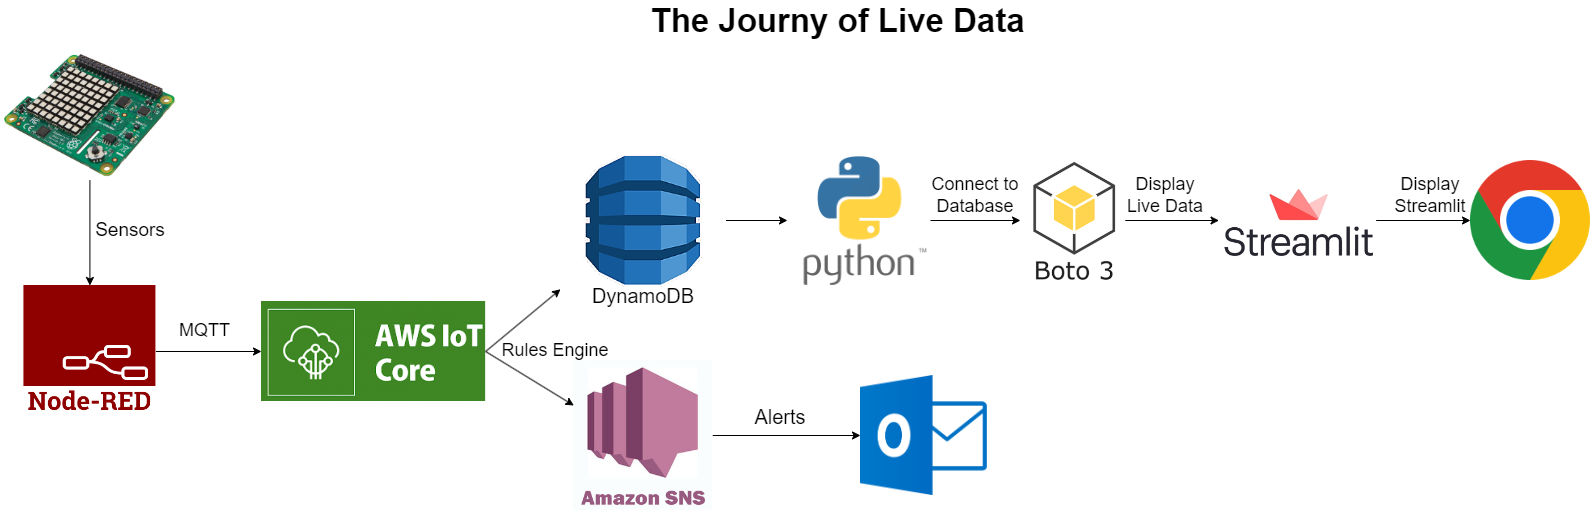 The Journy of Live Data
Sensors
Node-RED
MQTT
AWS IoT
Core
Rules Engine
DynamoDB
Amazon SNS
Alerts
O
python™
Connect to
Database
Boto 3
Display
Live Data
Streamlit
Display
Streamlit